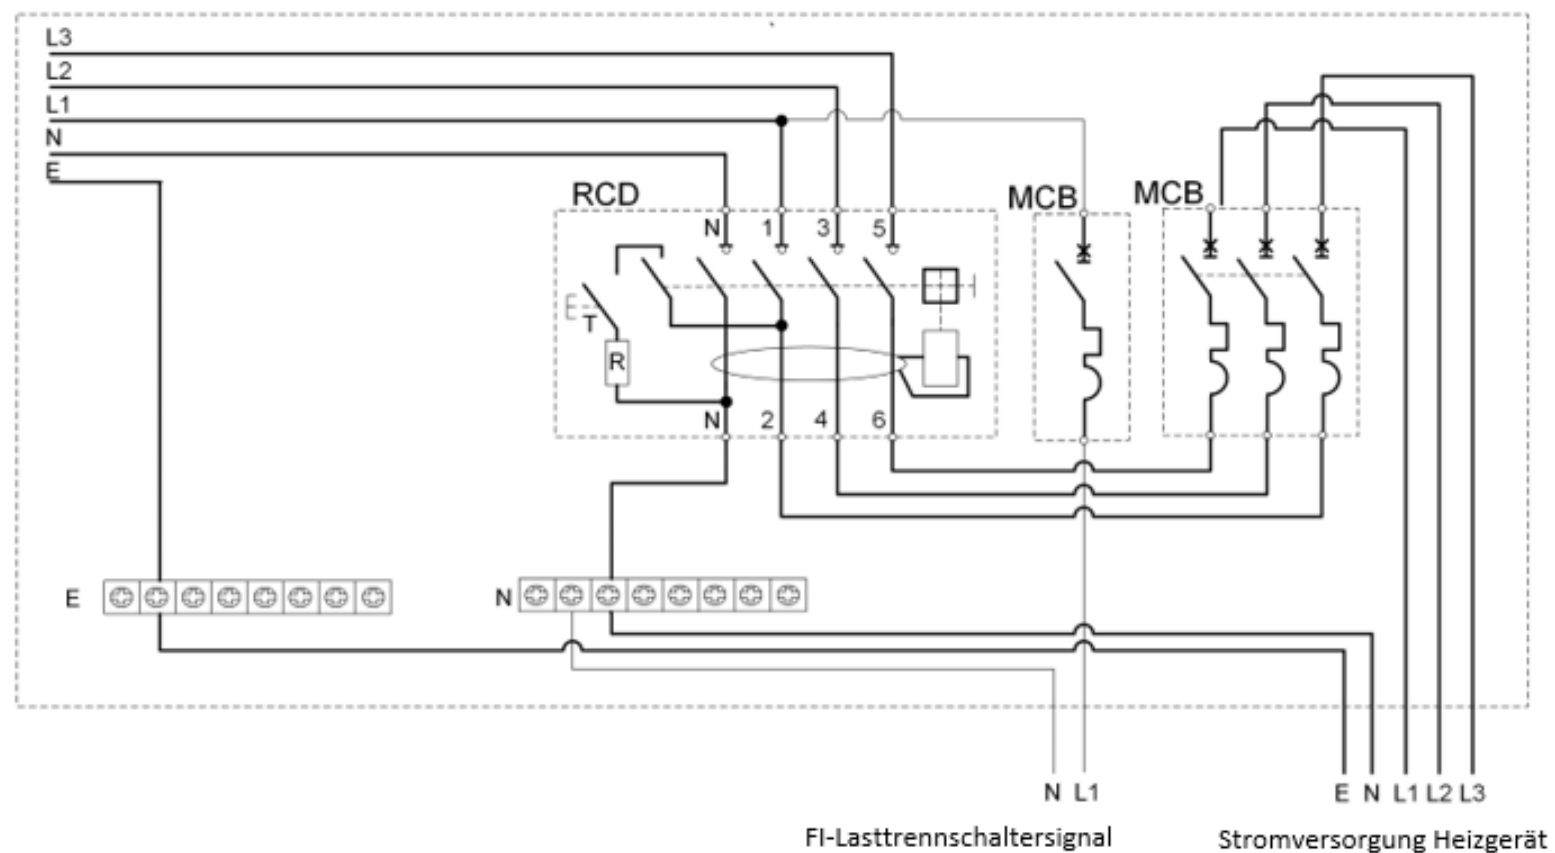 L3
L2
L1
N
E
RCD
MCB
MCB
N 1 3 5
E
T
R
N 2 4 6
E
N
N L1
E N L1 L2 L3
FI-Lasttrennschaltersignal
Stromversorgung Heizgerät